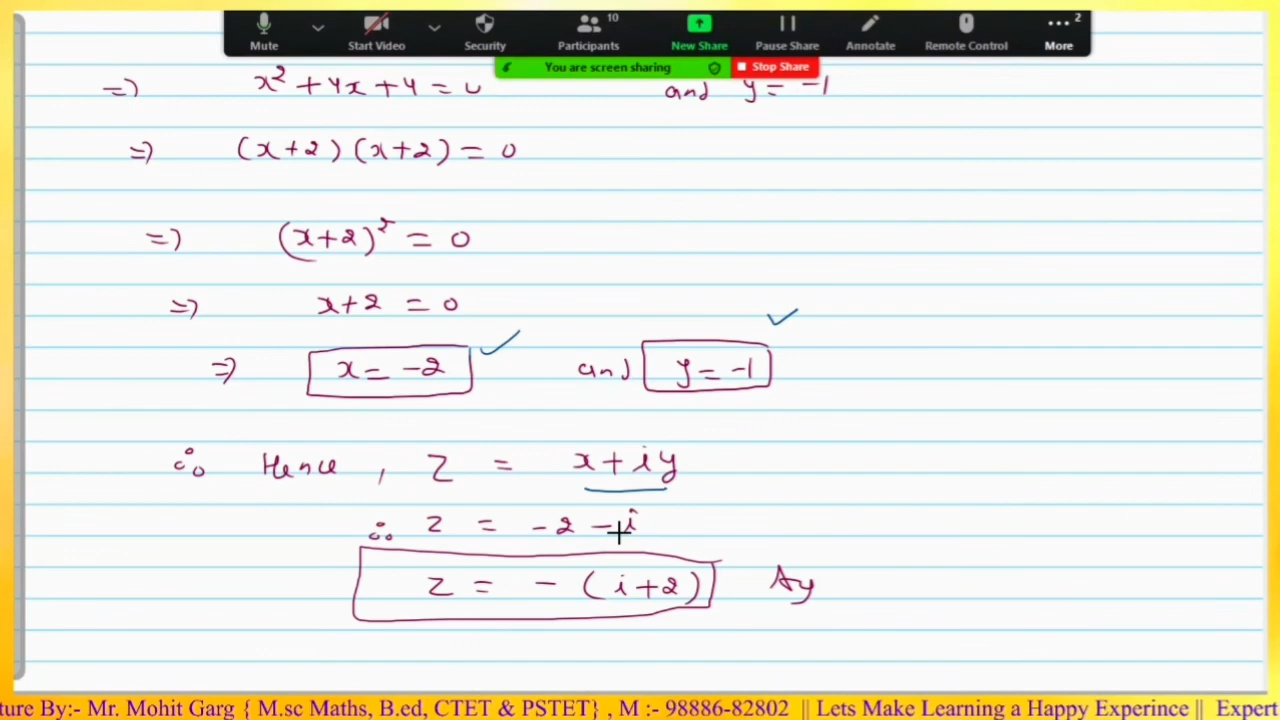 10
2
Mute Start Video Security Participants New Share Pause Share Annotate Remote Control More
You are screen sharing Stop Share
=> x² + 4x + 4 = 0 and y = -1
=> (x+2) (x+2) = 0
=> (x+2)² = 0
=> x+2 = 0
=> x = -2 and y = -1
∴ Hence, z = x + iy
∴ z = -2 - i
z = - (i+2)
ture By:- Mr. Mohit Garg { M.sc Maths, B.ed, CTET & PSTET} , M :- 98886-82802 || Lets Make Learning a Happy Experince || Expert